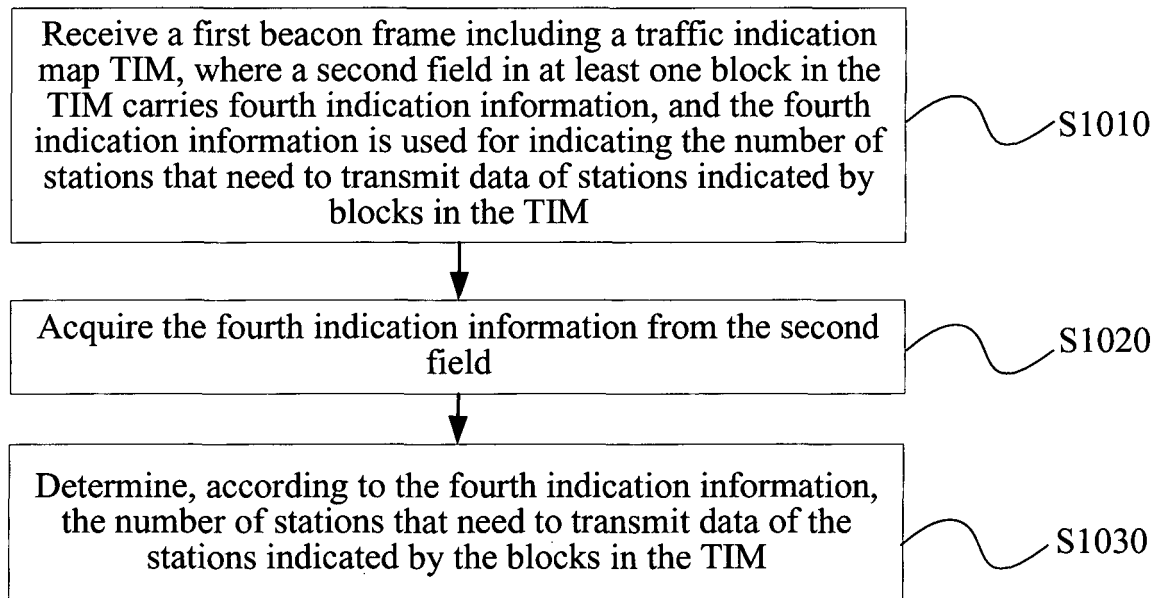 Receive a first beacon frame including a traffic indication
map TIM, where a second field in at least one block in the
TIM carries fourth indication information, and the fourth
indication information is used for indicating the number of
stations that need to transmit data of stations indicated by
blocks in the TIM
S1010
Acquire the fourth indication information from the second
field
S1020
Determine, according to the fourth indication information,
the number of stations that need to transmit data of the
stations indicated by the blocks in the TIM
S1030